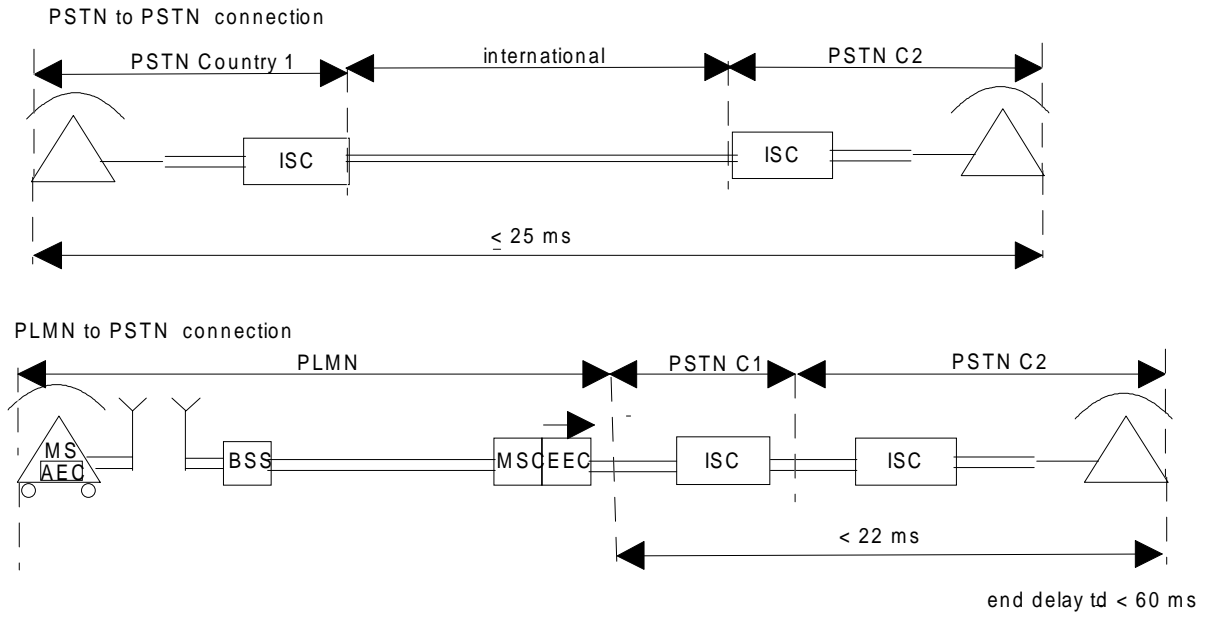 PSTN to PSTN connection
PSTN Country 1
international
PSTN C2
ISC
ISC
≤ 25 ms
PLMN to PSTN connection
PLMN
PSTN C1
PSTN C2
MS
AEC
BSS
MSC
EEC
ISC
ISC
< 22 ms
end delay td < 60 ms